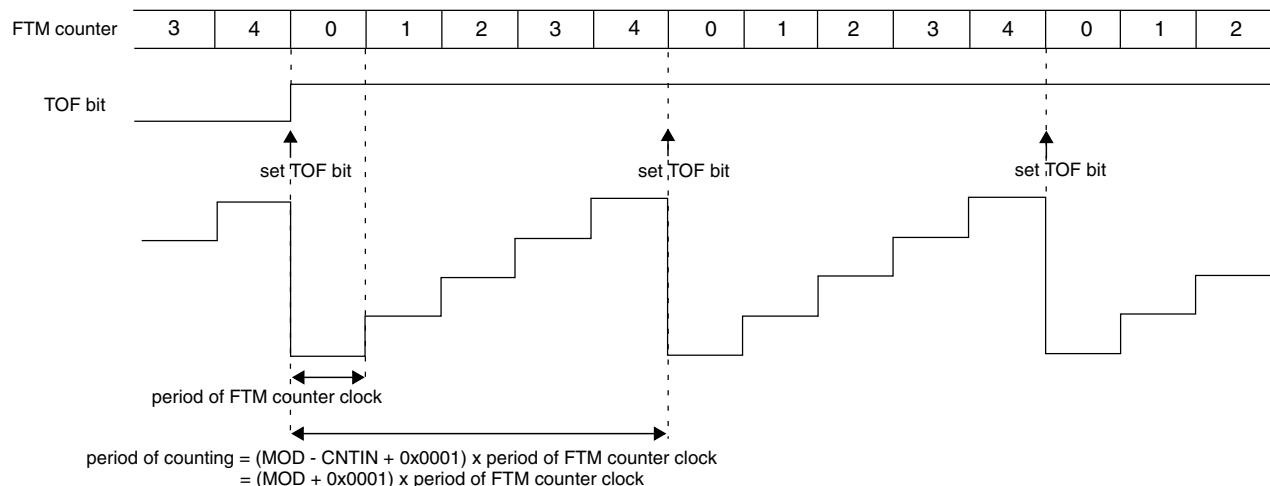 FTM counter 3 4 0 1 2 3 4 0 1 2 3 4 0 1 2
TOF bit
set TOF bit set TOF bit set TOF bit
period of FTM counter clock
period of counting = (MOD - CNTIN + 0x0001) x period of FTM counter clock
= (MOD + 0x0001) x period of FTM counter clock